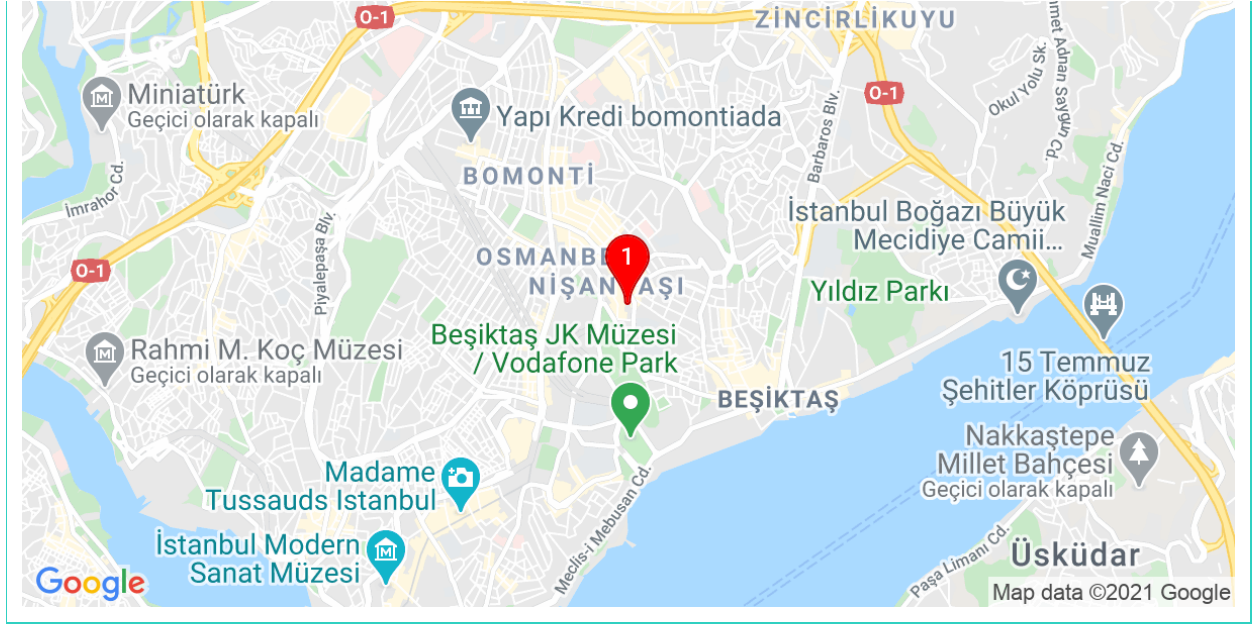 O-1
ZİNCİRLİKUYU
Miniatürk
Geçici olarak kapalı
Yapı Kredi bomontiada
O-1
Okul Yolu Sk.
Adnan Saygun Cd.
Barbaros Blv.
Muallim Naci Cd.
İmrahor Cd.
BOMONTİ
Piyalepaşa Blv.
İstanbul Boğazı Büyük
Mecidiye Camii...
OSMANBE
1
NİŞAN AŞI
O-1
Yıldız Parkı
Beşiktaş JK Müzesi
/ Vodafone Park
Rahmi M. Koç Müzesi
Geçici olarak kapalı
15 Temmuz
Şehitler Köprüsü
BEŞİKTAŞ
Nakkaştepe
Millet Bahçesi
Geçici olarak kapalı
Madame
Tussauds Istanbul
Meclis-i Mebusan Cd.
İstanbul Modern
Sanat Müzesi
Paşa Limanı Cd.
Üsküdar
Google
Map data ©2021 Google